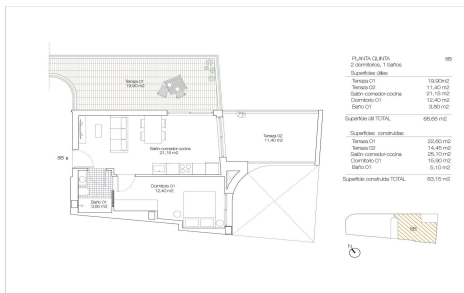 Terraza 01
19,90 m2
Terraza 02
11,40 m2
Salón-comedor-cocina
21,15 m2
5B
Dormitorio 01
12,40 m2
Baño 01
3,80 m2
PLANTA QUINTA 5B
2 dormitorios, 1 baños
Superficies útiles
Terraza 01 19,90m2
Terraza 02 11,40 m2
Salón-comedor-cocina 21,15 m2
Dormitorio 01 12,40 m2
Baño 01 3,80 m2
Superficie útil TOTAL 68,65 m2
Superficies construidas
Terraza 01 22,60 m2
Terraza 02 14,45 m2
Salón-comedor-cocina 25,10 m2
Dormitorio 01 15,90 m2
Baño 01 5,10 m2
Superficie construida TOTAL 83,15 m2
5B
N